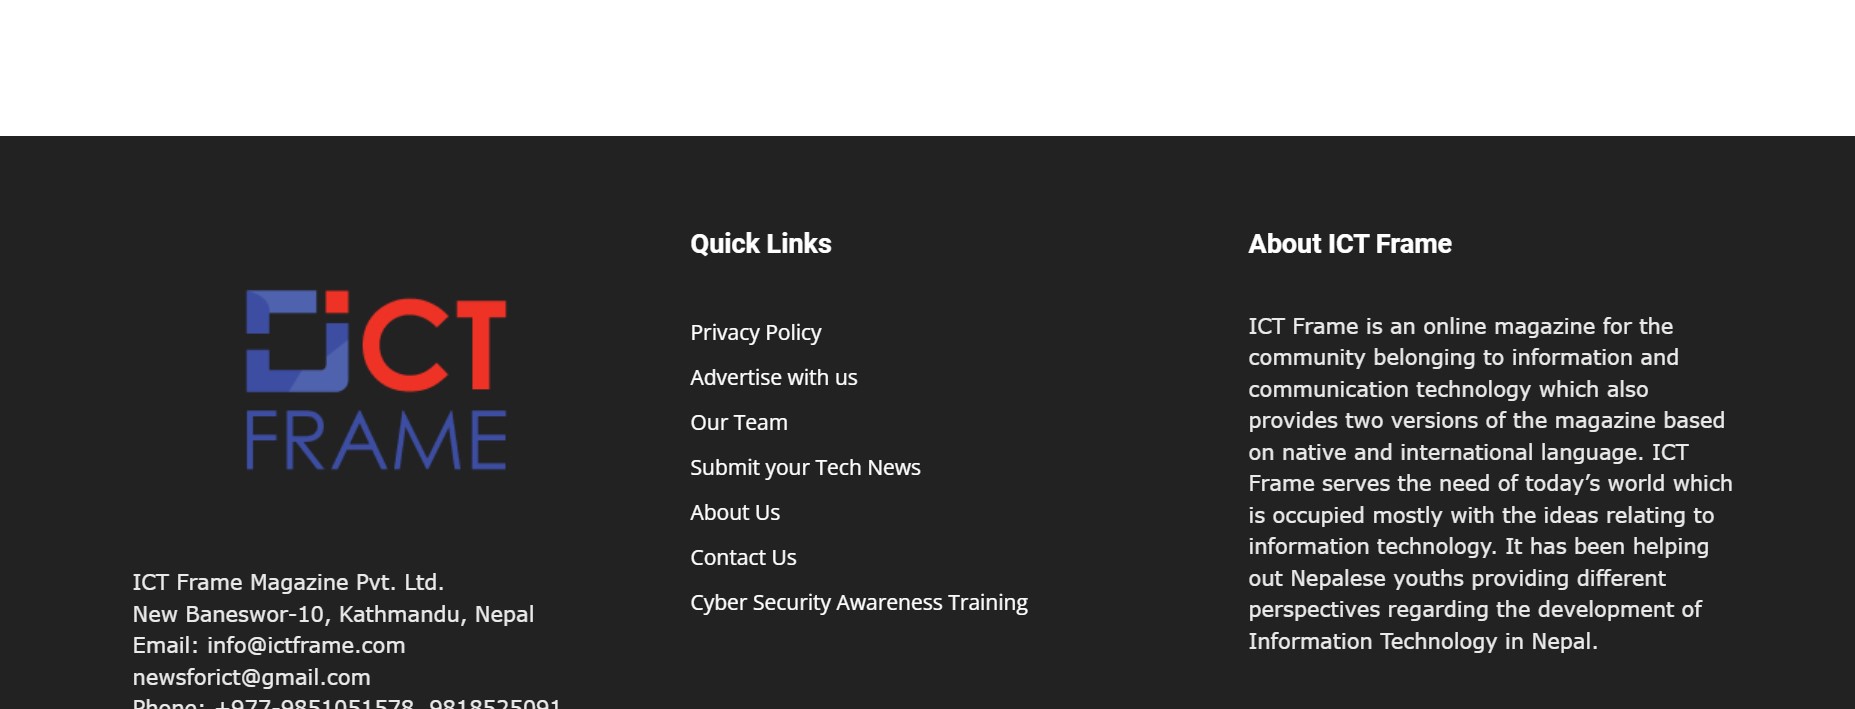 iCT
FRAME
ICT Frame Magazine Pvt. Ltd.
New Baneswor-10, Kathmandu, Nepal
Email: info@ictframe.com
newsforict@gmail.com
Phone: +977-9851051578, 9818525091
Quick Links
Privacy Policy
Advertise with us
Our Team
Submit your Tech News
About Us
Contact Us
Cyber Security Awareness Training
About ICT Frame
ICT Frame is an online magazine for the
community belonging to information and
communication technology which also
provides two versions of the magazine based
on native and international language. ICT
Frame serves the need of today’s world which
is occupied mostly with the ideas relating to
information technology. It has been helping
out Nepalese youths providing different
perspectives regarding the development of
Information Technology in Nepal.